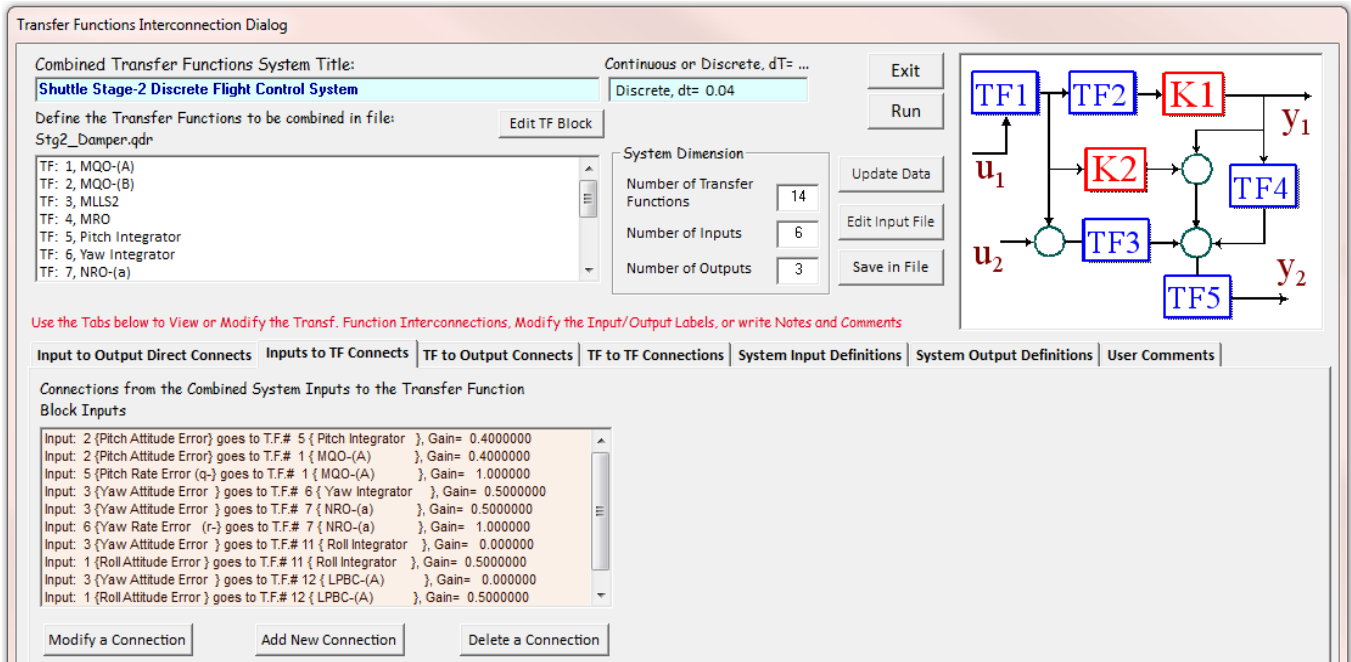 Transfer Functions Interconnection Dialog
Combined Transfer Functions System Title:
Continuous or Discrete, dT= ...
Shuttle Stage-2 Discrete Flight Control System
Discrete, dt= 0.04
Exit
Run
Define the Transfer Functions to be combined in file:
Stg2_Damper.qdr
Edit TF Block
TF: 1, MQO-(A)
TF: 2, MQO-(B)
TF: 3, MLLS2
TF: 4, MRO
TF: 5, Pitch Integrator
TF: 6, Yaw Integrator
TF: 7, NRO-(a)
System Dimension
Number of Transfer Functions 14
Number of Inputs 6
Number of Outputs 3
Update Data
Edit Input File
Save in File
TF1 TF2 K1
y1
u1 K2 TF4
u2 TF3
y2
TF5
Use the Tabs below to View or Modify the Transf. Function Interconnections, Modify the Input/Output Labels, or write Notes and Comments
Input to Output Direct Connects Inputs to TF Connects TF to Output Connects TF to TF Connections System Input Definitions System Output Definitions User Comments
Connections from the Combined System Inputs to the Transfer Function
Block Inputs
Input: 2 {Pitch Attitude Error} goes to T.F.# 5 { Pitch Integrator }, Gain= 0.4000000
Input: 2 {Pitch Attitude Error} goes to T.F.# 1 { MQO-(A) }, Gain= 0.4000000
Input: 5 {Pitch Rate Error (q-} goes to T.F.# 1 { MQO-(A) }, Gain= 1.000000
Input: 3 {Yaw Attitude Error } goes to T.F.# 6 { Yaw Integrator }, Gain= 0.5000000
Input: 3 {Yaw Attitude Error } goes to T.F.# 7 { NRO-(a) }, Gain= 0.5000000
Input: 6 {Yaw Rate Error (r-} goes to T.F.# 7 { NRO-(a) }, Gain= 1.000000
Input: 3 {Yaw Attitude Error } goes to T.F.# 11 { Roll Integrator }, Gain= 0.000000
Input: 1 {Roll Attitude Error } goes to T.F.# 11 { Roll Integrator }, Gain= 0.5000000
Input: 3 {Yaw Attitude Error } goes to T.F.# 12 { LPBC-(A) }, Gain= 0.000000
Input: 1 {Roll Attitude Error } goes to T.F.# 12 { LPBC-(A) }, Gain= 0.5000000
Modify a Connection
Add New Connection
Delete a Connection